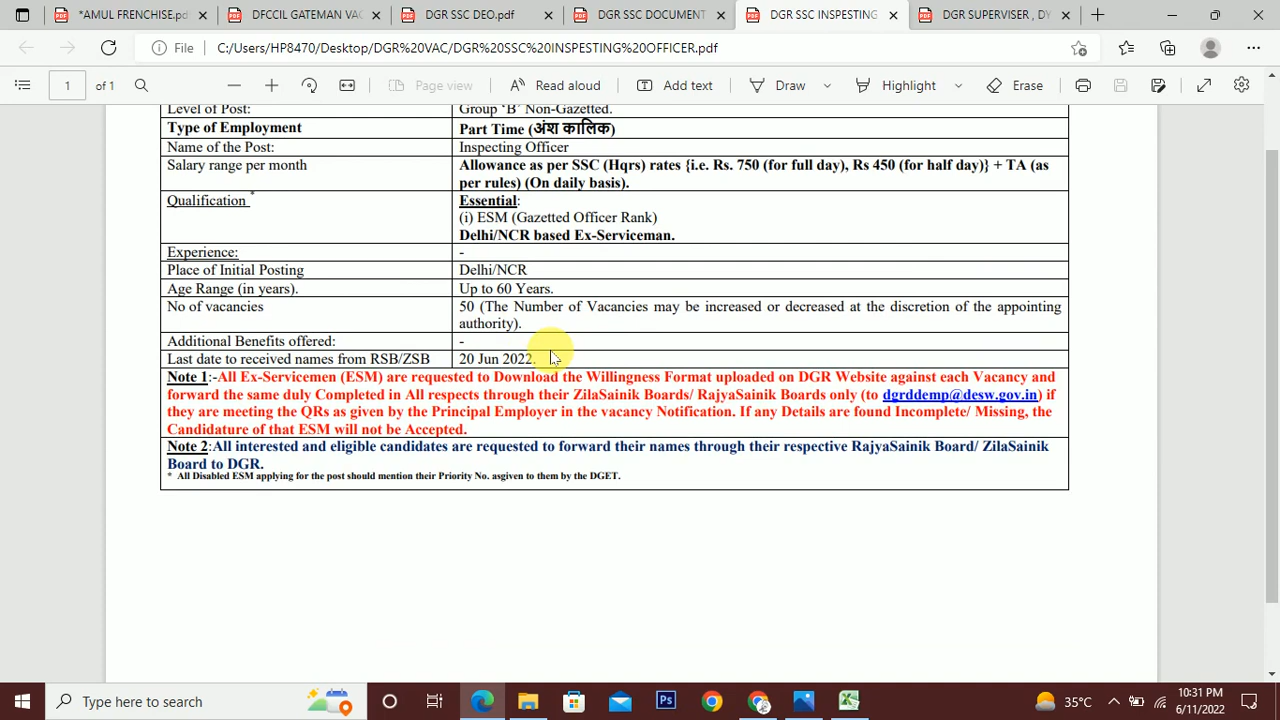 *AMUL FRENCHISE.pdf
DFCCIL GATEMAN VAC
DGR SSC DEO.pdf
DGR SSC DOCUMENT
DGR SSC INSPESTING
DGR SUPERVISER , DY
File C:/Users/HP8470/Desktop/DGR%20VAC/DGR%20SSC%20INSPESTING%20OFFICER.pdf
1 of 1 Page view Read aloud Add text Draw Highlight Erase
Level of Post: Group ‘B’ Non-Gazetted.
Type of Employment Part Time (अंश कालिक)
Name of the Post: Inspecting Officer
Salary range per month Allowance as per SSC (Hqrs) rates {i.e. Rs. 750 (for full day), Rs 450 (for half day)} + TA (as
per rules) (On daily basis).
Qualification * Essential:
(i) ESM (Gazetted Officer Rank)
Delhi/NCR based Ex-Serviceman.
Experience: -
Place of Initial Posting Delhi/NCR
Age Range (in years). Up to 60 Years.
No of vacancies 50 (The Number of Vacancies may be increased or decreased at the discretion of the appointing
authority).
Additional Benefits offered: -
Last date to received names from RSB/ZSB 20 Jun 2022.
Note 1:-All Ex-Servicemen (ESM) are requested to Download the Willingness Format uploaded on DGR Website against each Vacancy and
forward the same duly Completed in All respects through their ZilaSainik Boards/ RajyaSainik Boards only (to dgrddemp@desw.gov.in) if
they are meeting the QRs as given by the Principal Employer in the vacancy Notification. If any Details are found Incomplete/ Missing, the
Candidature of that ESM will not be Accepted.
Note 2:All interested and eligible candidates are requested to forward their names through their respective RajyaSainik Board/ ZilaSainik
Board to DGR.
* All Disabled ESM applying for the post should mention their Priority No. asgiven to them by the DGET.
Type here to search
Ps
35°C
10:31 PM
6/11/2022